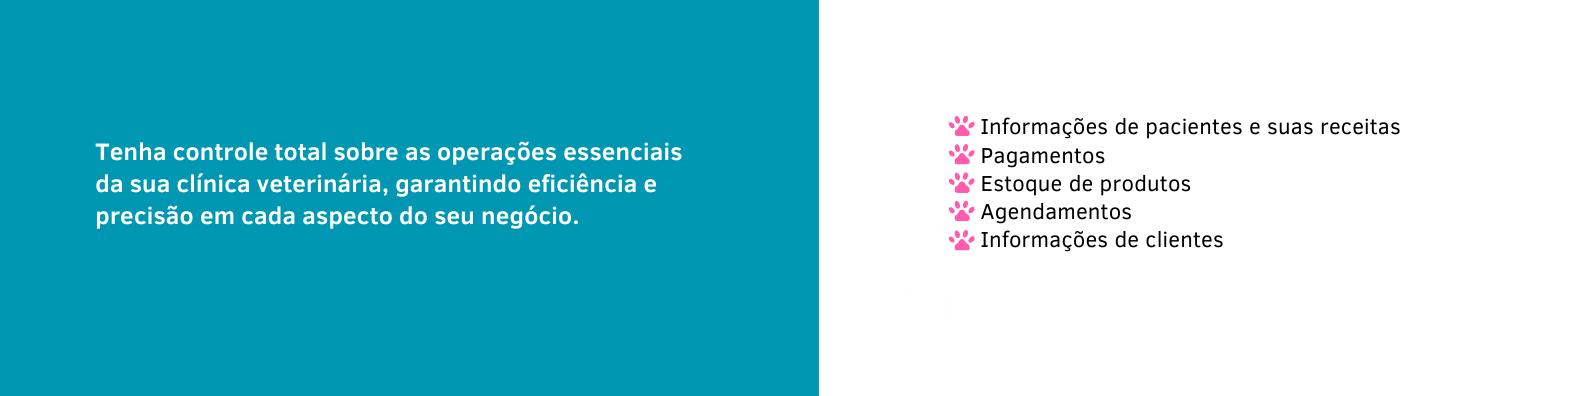 Tenha controle total sobre as operações essenciais
da sua clínica veterinária, garantindo eficiência e
precisão em cada aspecto do seu negócio.
Informações de pacientes e suas receitas
Pagamentos
Estoque de produtos
Agendamentos
Informações de clientes